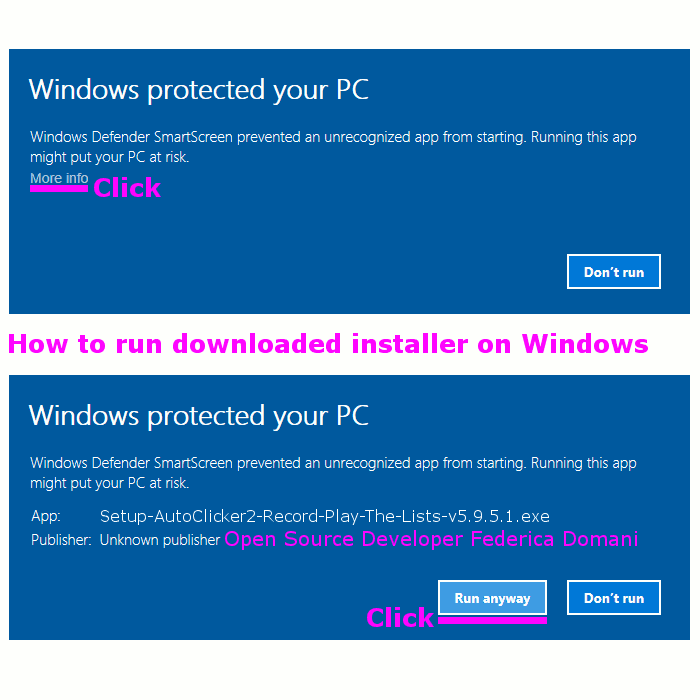 Windows protected your PC
Windows Defender SmartScreen prevented an unrecognized app from starting. Running this app
might put your PC at risk.
More info Click
Don't run
How to run downloaded installer on Windows
Windows protected your PC
Windows Defender SmartScreen prevented an unrecognized app from starting. Running this app
might put your PC at risk.
App: Setup-AutoClicker2-Record-Play-The-Lists-v5.9.5.1.exe
Publisher: Unknown publisher Open Source Developer Federica Domani
Run anyway Don't run
Click